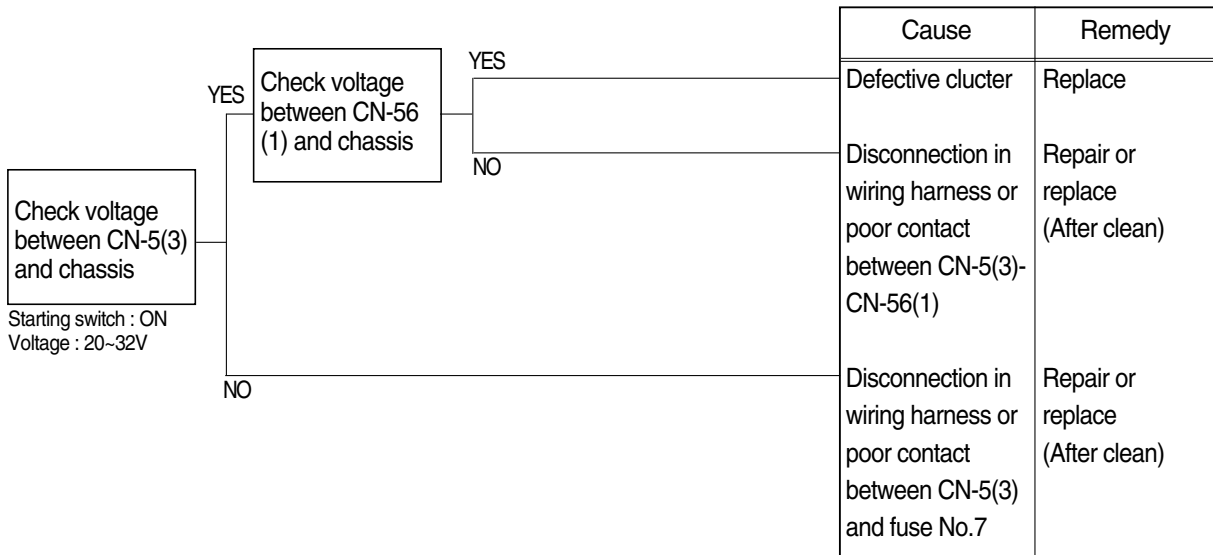 Cause Remedy
YES
Check voltage
between CN-56
(1) and chassis
YES
NO
Check voltage
between CN-5(3)
and chassis
Starting switch : ON
Voltage : 20~32V
NO
Defective clucter Replace
Disconnection in Repair or
wiring harness or replace
poor contact (After clean)
between CN-5(3)-
CN-56(1)
Disconnection in Repair or
wiring harness or replace
poor contact (After clean)
between CN-5(3)
and fuse No.7